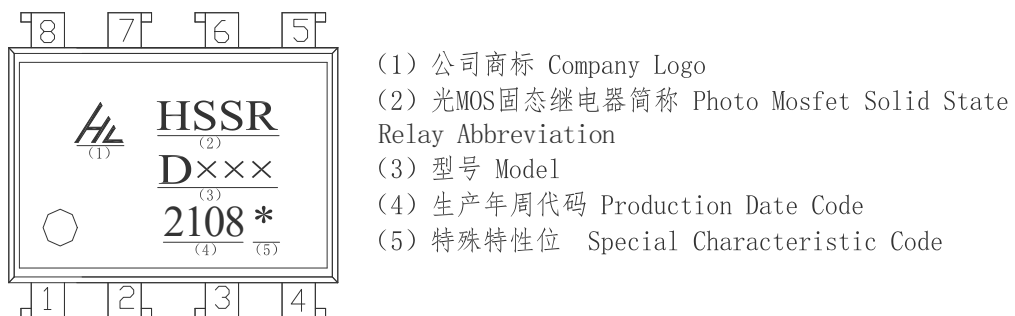 8 7 6 5
HL
(1)
HSSR
(2)
D×××
(3)
2108 *
(4) (5)
1 2 3 4
(1) 公司商标 Company Logo
(2) 光MOS固态继电器简称 Photo Mosfet Solid State
Relay Abbreviation
(3) 型号 Model
(4) 生产年周代码 Production Date Code
(5) 特殊特性位 Special Characteristic Code